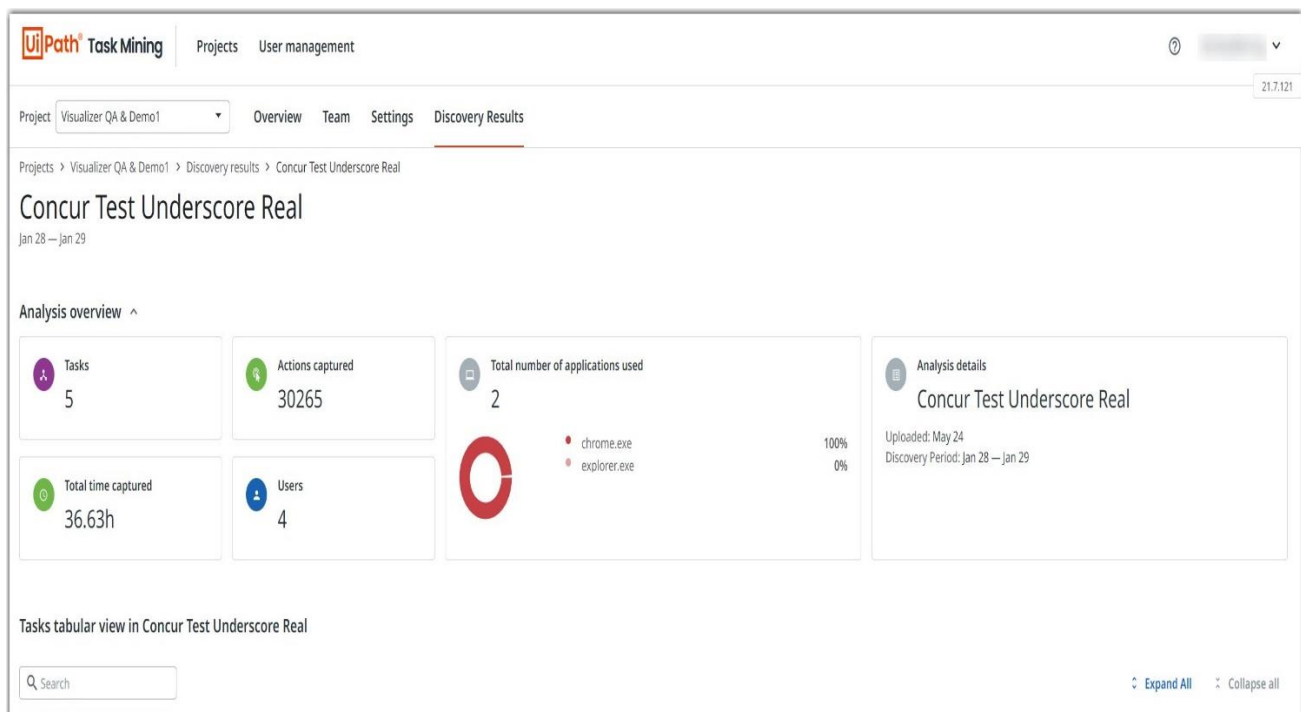 UiPath® Task Mining Projects User management
21.7.121
Project Visualizer QA & Demo1 Overview Team Settings Discovery Results
Projects > Visualizer QA & Demo1 > Discovery results > Concur Test Underscore Real
Concur Test Underscore Real
Jan 28 — Jan 29
Analysis overview
Tasks
5
Actions captured
30265
Total time captured
36.63h
Users
4
Total number of applications used
2
chrome.exe 100%
explorer.exe 0%
Analysis details
Concur Test Underscore Real
Uploaded: May 24
Discovery Period: Jan 28 — Jan 29
Tasks tabular view in Concur Test Underscore Real
Search Expand All Collapse all